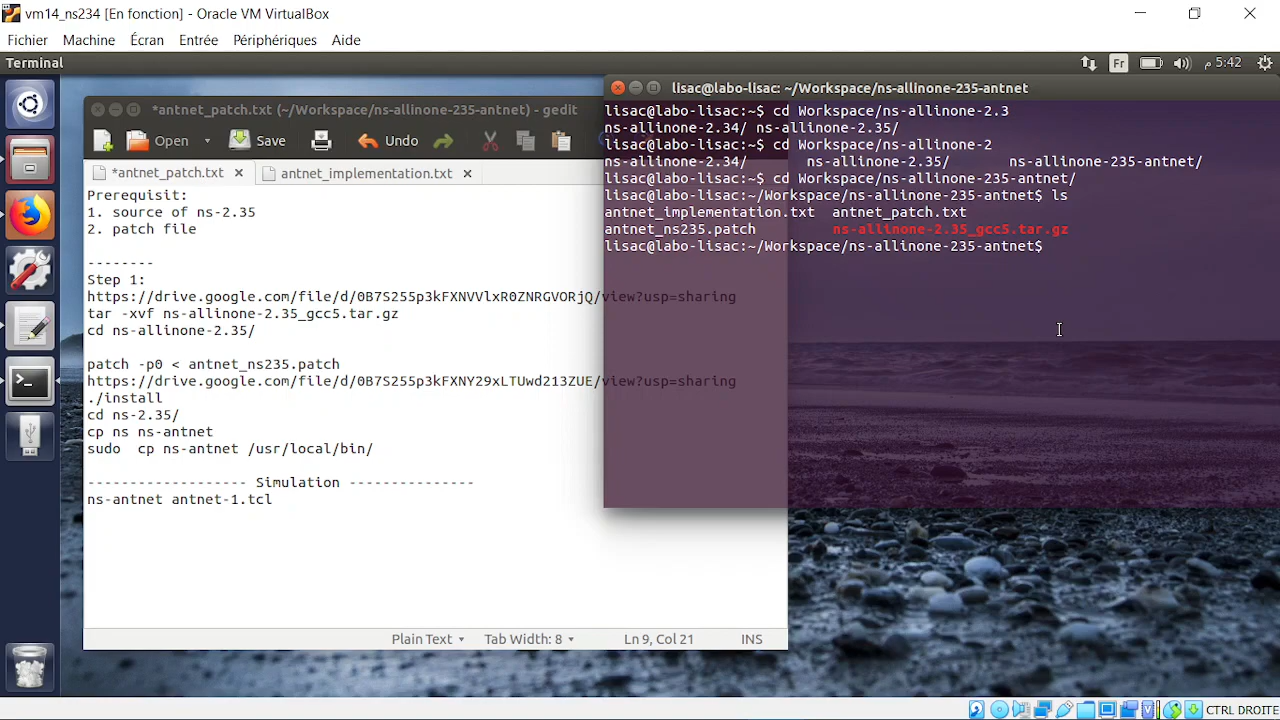 vm14_ns234 [En fonction] - Oracle VM VirtualBox
Fichier Machine Écran Entrée Périphériques Aide
Terminal
Fr
5:42 م
*antnet_patch.txt (~/Workspace/ns-allinone-235-antnet) - gedit
Open Save Undo
*antnet_patch.txt
antnet_implementation.txt
Prerequisit:
1. source of ns-2.35
2. patch file
--------
Step 1:
https://drive.google.com/file/d/0B7S255p3kFXNVVlxR0ZNRGVORjQ/view?usp=sharing
tar -xvf ns-allinone-2.35_gcc5.tar.gz
cd ns-allinone-2.35/
patch -p0 < antnet_ns235.patch
https://drive.google.com/file/d/0B7S255p3kFXNY29xLTUwd213ZUE/view?usp=sharing
./install
cd ns-2.35/
cp ns ns-antnet
sudo  cp ns-antnet /usr/local/bin/
------------------ Simulation ---------------
ns-antnet antnet-1.tcl
Plain Text Tab Width: 8 Ln 9, Col 21 INS
lisac@labo-lisac: ~/Workspace/ns-allinone-235-antnet
lisac@labo-lisac:~$ cd Workspace/ns-allinone-2.3
ns-allinone-2.34/ ns-allinone-2.35/
lisac@labo-lisac:~$ cd Workspace/ns-allinone-2
ns-allinone-2.34/ ns-allinone-2.35/ ns-allinone-235-antnet/
lisac@labo-lisac:~$ cd Workspace/ns-allinone-235-antnet/
lisac@labo-lisac:~/Workspace/ns-allinone-235-antnet$ ls
antnet_implementation.txt antnet_patch.txt
antnet_ns235.patch ns-allinone-2.35_gcc5.tar.gz
lisac@labo-lisac:~/Workspace/ns-allinone-235-antnet$
CTRL DROITE